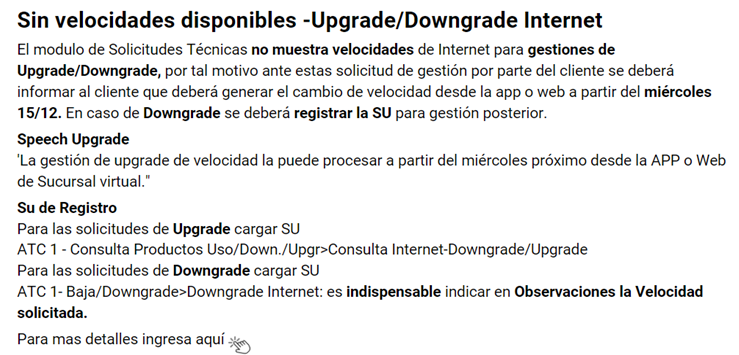 Sin velocidades disponibles -Upgrade/Downgrade Internet
El modulo de Solicitudes Técnicas no muestra velocidades de Internet para gestiones de
Upgrade/Downgrade, por tal motivo ante estas solicitud de gestión por parte del cliente se deberá
informar al cliente que deberá generar el cambio de velocidad desde la app o web a partir del miércoles
15/12. En caso de Downgrade se deberá registrar la SU para gestión posterior.
Speech Upgrade
'La gestión de upgrade de velocidad la puede procesar a partir del miércoles próximo desde la APP o Web
de Sucursal virtual."
Su de Registro
Para las solicitudes de Upgrade cargar SU
ATC 1 - Consulta Productos Uso/Down./Upgr>Consulta Internet-Downgrade/Upgrade
Para las solicitudes de Downgrade cargar SU
ATC 1- Baja/Downgrade>Downgrade Internet: es indispensable indicar en Observaciones la Velocidad
solicitada.
Para mas detalles ingresa aquí